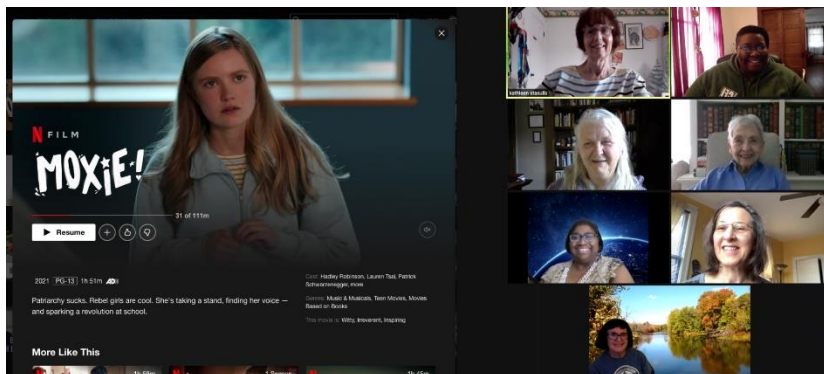 N FILM
MOXIE!
31 of 111m
Resume
2021 PG-13 1h 51m AD
Patriarchy sucks. Rebel girls are cool. She's taking a stand, finding her voice —
and sparking a revolution at school.
Cast: Hadley Robinson, Lauren Tsai, Patrick
Schwarzenegger, more
Genres: Music & Musicals, Teen Movies, Movies
Based on Books
This movie is: Witty, Irreverent, Inspiring
More Like This